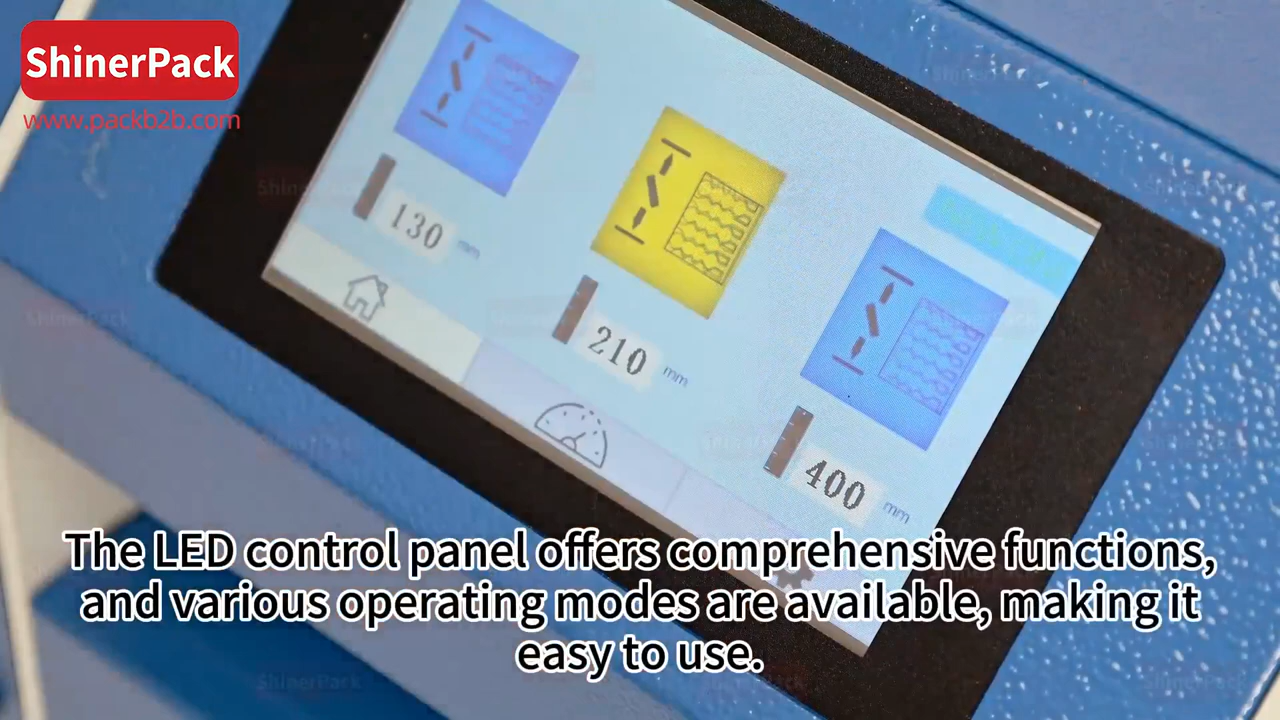 ShinerPack
www.packb2b.com
130 mm
210 mm
400 mm
The LED control panel offers comprehensive functions,
and various operating modes are available, making it
easy to use.